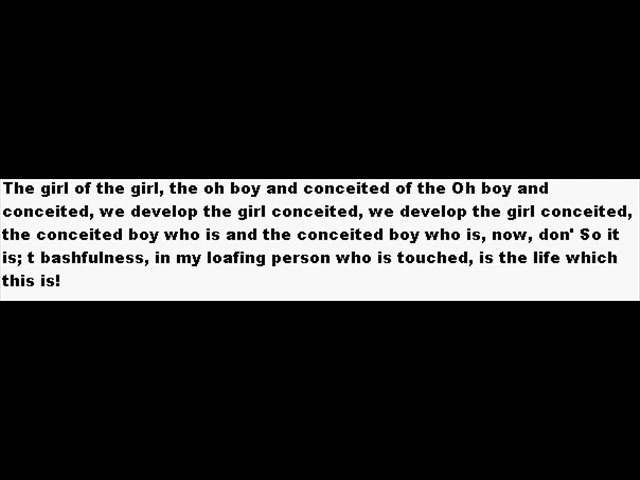 The girl of the girl, the oh boy and conceited of the Oh boy and
conceited, we develop the girl conceited, we develop the girl conceited,
the conceited boy who is and the conceited boy who is, now, don' So it
is; t bashfulness, in my loafing person who is touched, is the life which
this is!